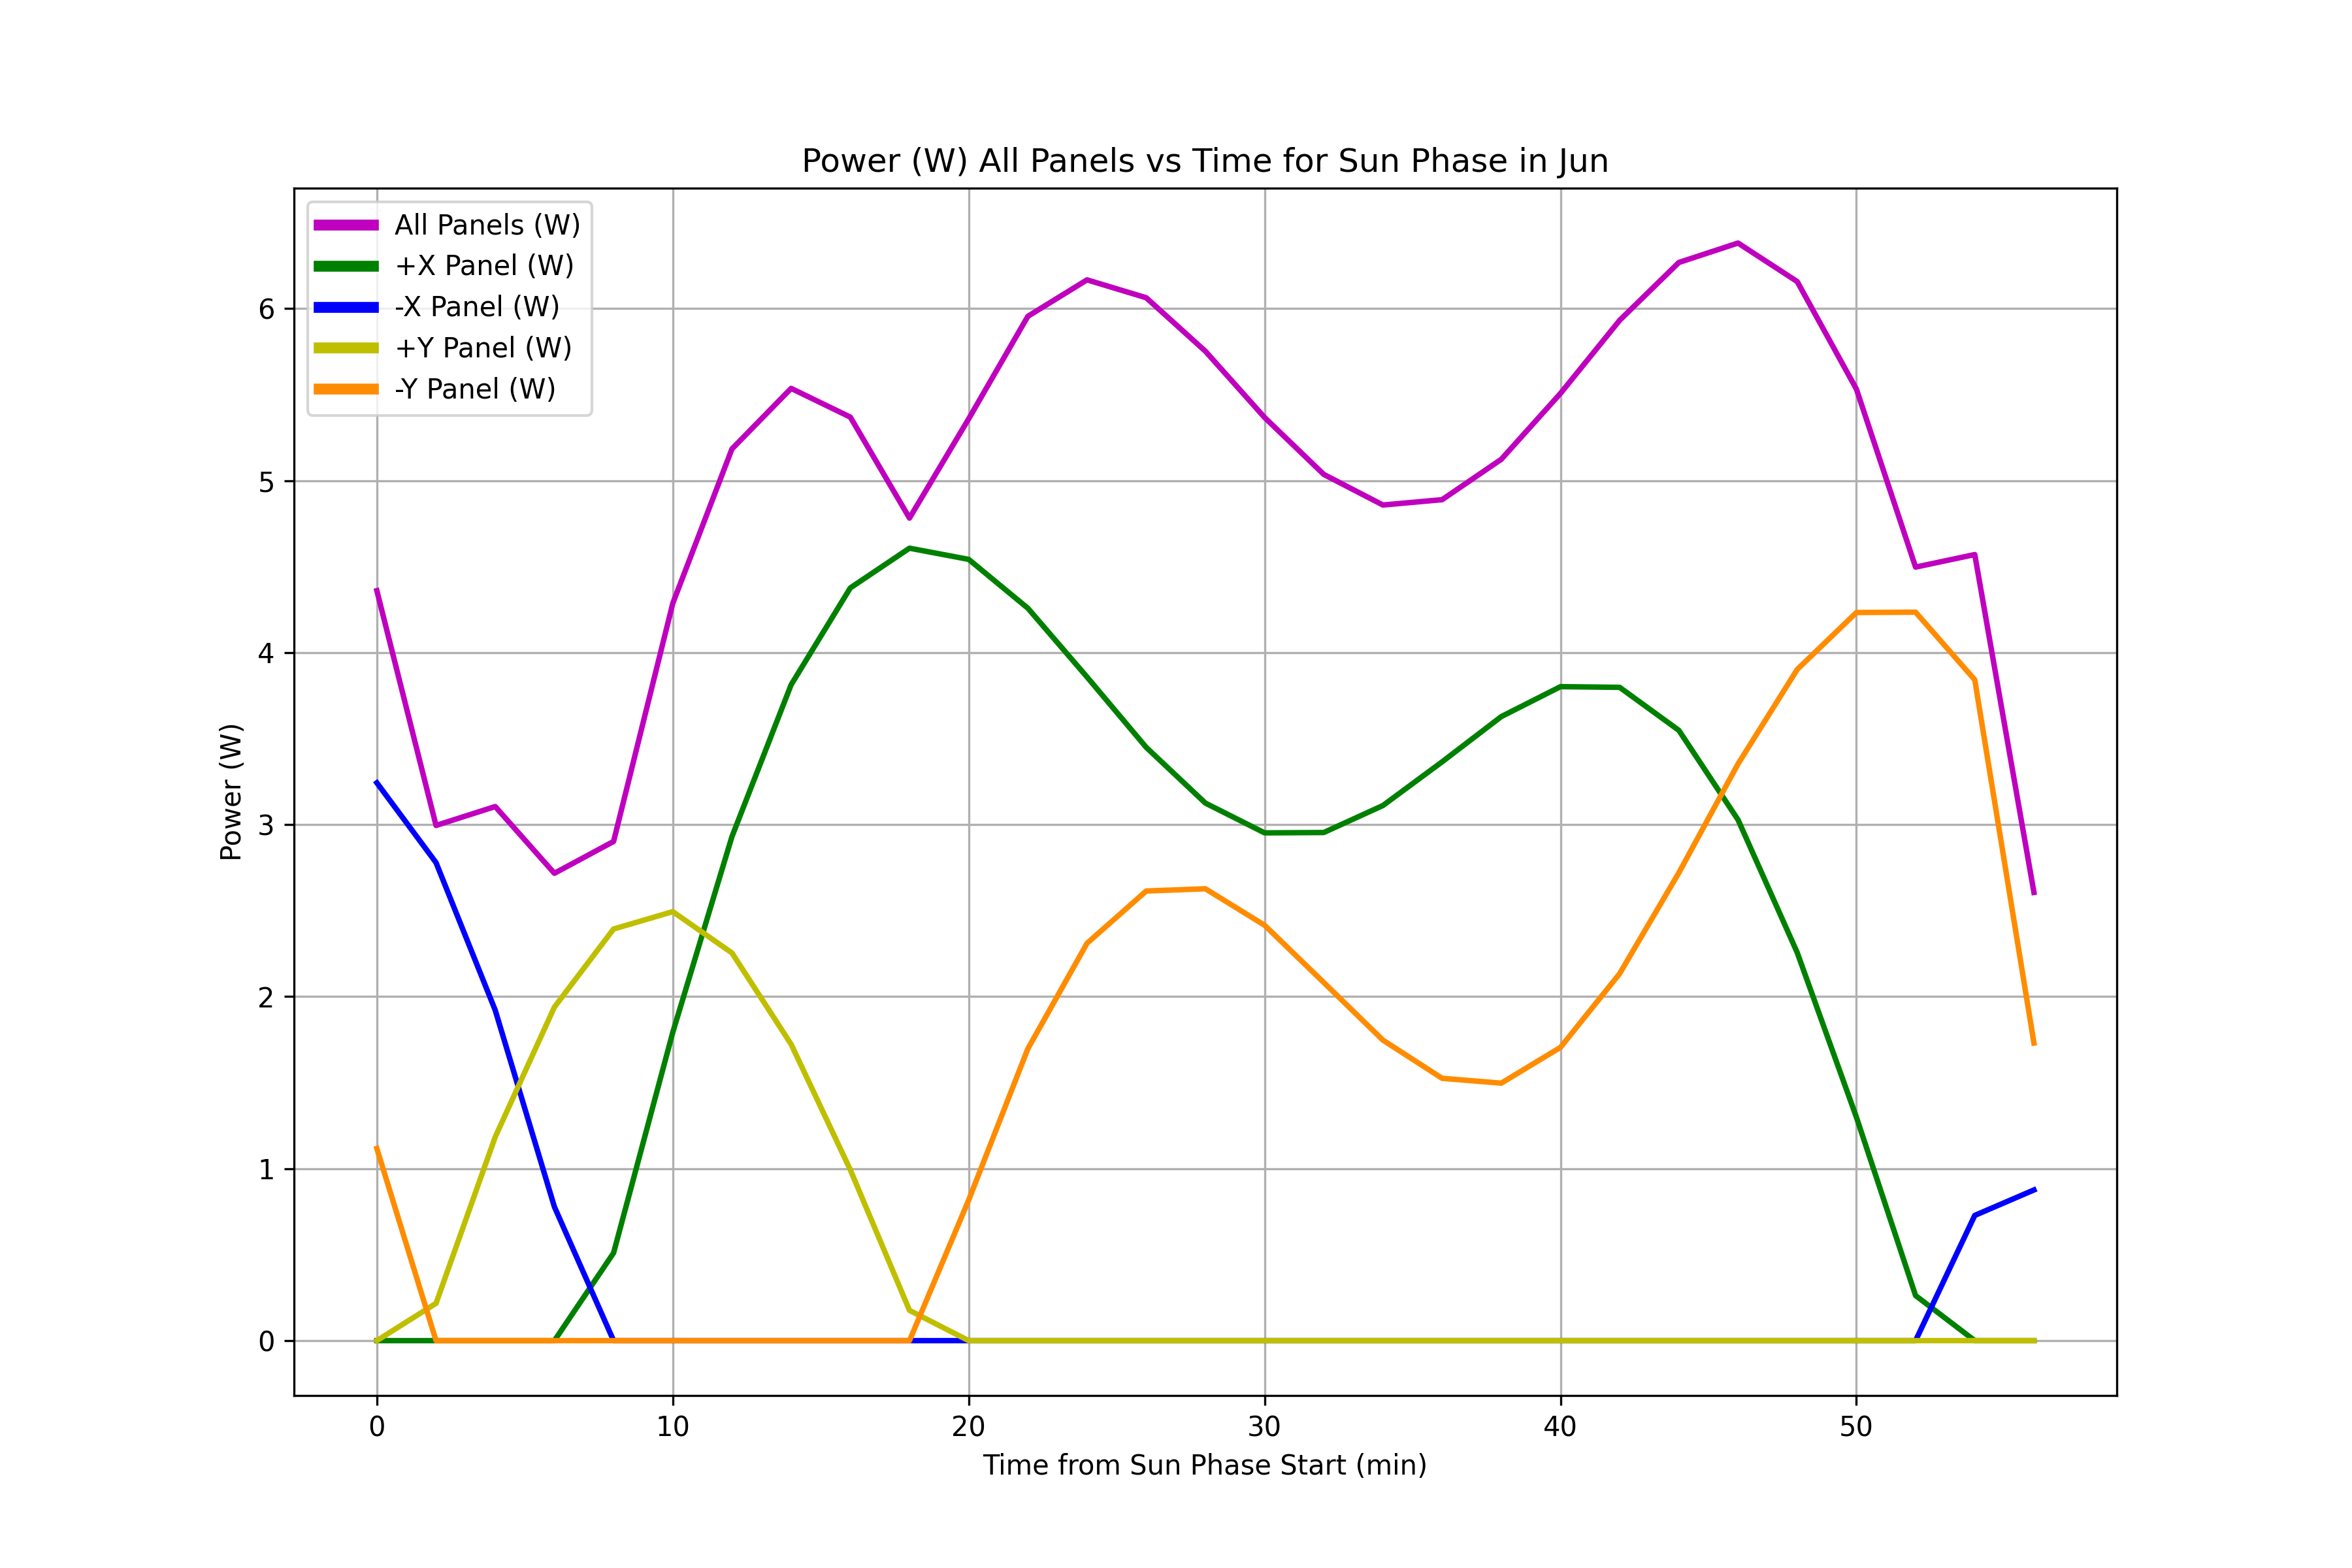 Power (W) All Panels vs Time for Sun Phase in Jun
All Panels (W)
+X Panel (W)
-X Panel (W)
+Y Panel (W)
-Y Panel (W)
6
5
4
3
2
1
0
Power (W)
0 10 20 30 40 50
Time from Sun Phase Start (min)